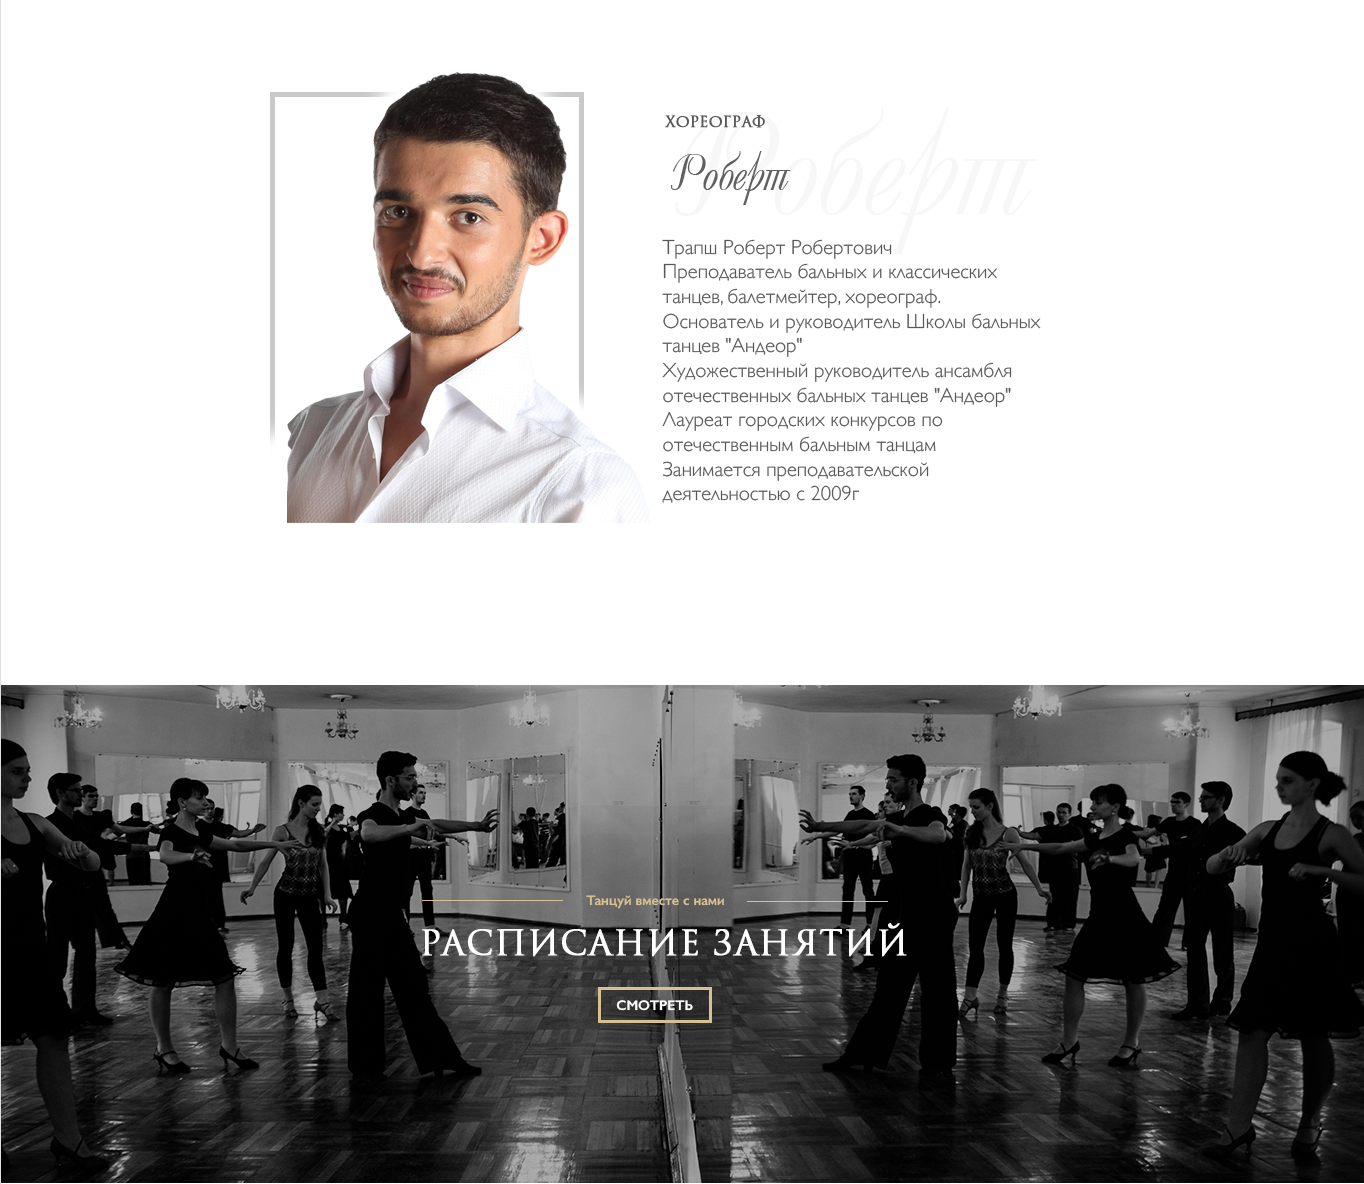 ХОРЕОГРАФ
Роберт
Роберт
Трапш Роберт Робертович
Преподаватель бальных и классических
танцев, балетмейтер, хореограф.
Основатель и руководитель Школы бальных
танцев "Андеор"
Художественный руководитель ансамбля
отечественных бальных танцев "Андеор"
Лауреат городских конкурсов по
отечественным бальным танцам
Занимается преподавательской
деятельностью с 2009г
Танцуй вместе с нами
РАСПИСАНИЕ ЗАНЯТИЙ
СМОТРЕТЬ